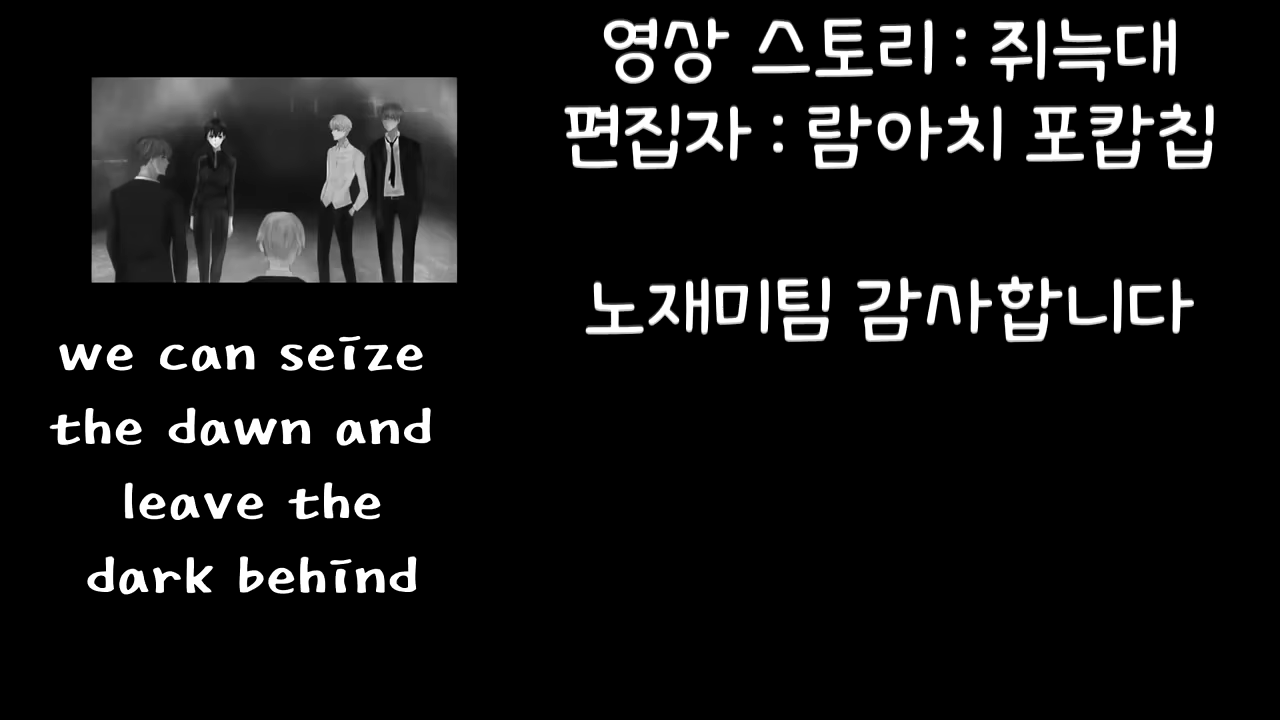 영상 스토리 : 쥐늑대
편집자 : 람아치 포캅칩
노재미팀 감사합니다
we can seize
the dawn and
leave the
dark behind